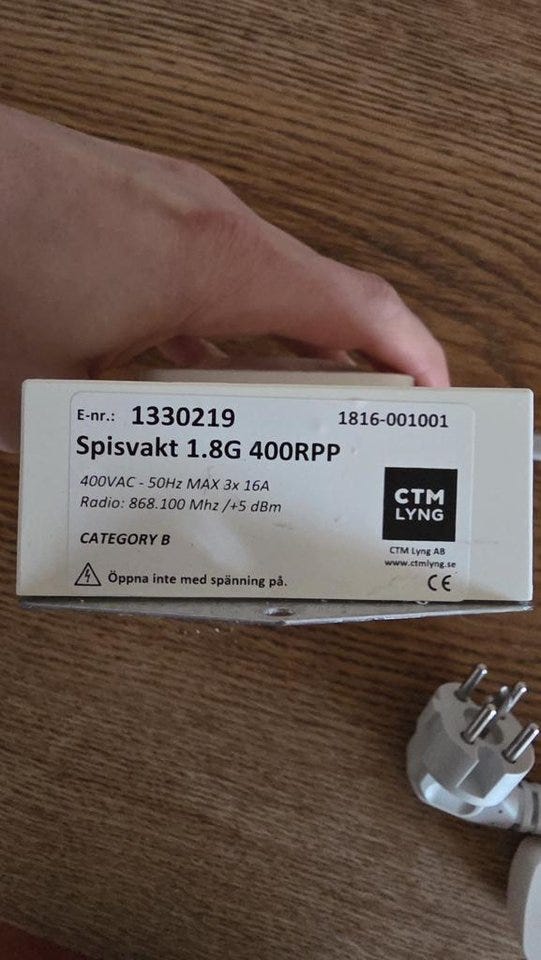 E-nr.: 1330219 1816-001001
Spisvakt 1.8G 400RPP
400VAC - 50Hz MAX 3x 16A
Radio: 868.100 Mhz /+5 dBm
CTM
LYNG
CATEGORY B
CTM Lyng AB
www.ctmlyng.se
Öppna inte med spänning på.
CE